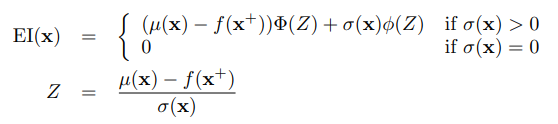 EI(x) = { (μ(x) − f(x⁺))Φ(Z) + σ(x)ϕ(Z) if σ(x) > 0
0 if σ(x) = 0
Z = μ(x) − f(x⁺)
σ(x)